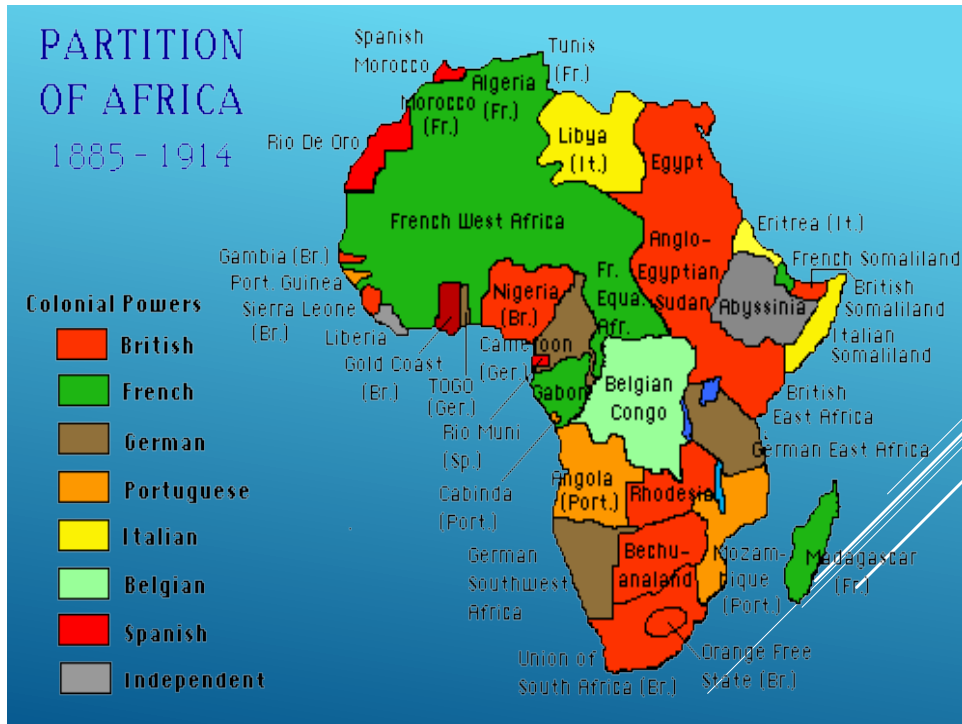 PARTITION
OF AFRICA
1885 - 1914
Spanish
Morocco
Tunis
(Fr.)
Algeria
(Fr.)
Morocco
(Fr.)
Rio De Oro
Libya
(It.)
Egypt
French West Africa
Eritrea (It.)
French Somaliland
British
Somaliland
Italian
Somaliland
Anglo-
Egyptian
Sudan
Abyssinia
Gambia (Br.)
Port. Guinea
Sierra Leone
(Br.)
Liberia
Gold Coast
(Br.)
TOGO
(Ger.)
Nigeria
(Br.)
Cameroon
(Ger.)
Fr.
Equa.
Afr.
Gabon
Rio Muni
(Sp.)
Cabinda
(Port.)
Belgian
Congo
British
East Africa
German East Africa
Angola
(Port.)
Rhodesia
German
Southwest
Africa
Bechu-
analand
Mozam-
bique
(Port.)
Madagascar
(Fr.)
Union of
South Africa (Br.)
Orange Free
State (Br.)
Colonial Powers
British
French
German
Portuguese
Italian
Belgian
Spanish
Independent